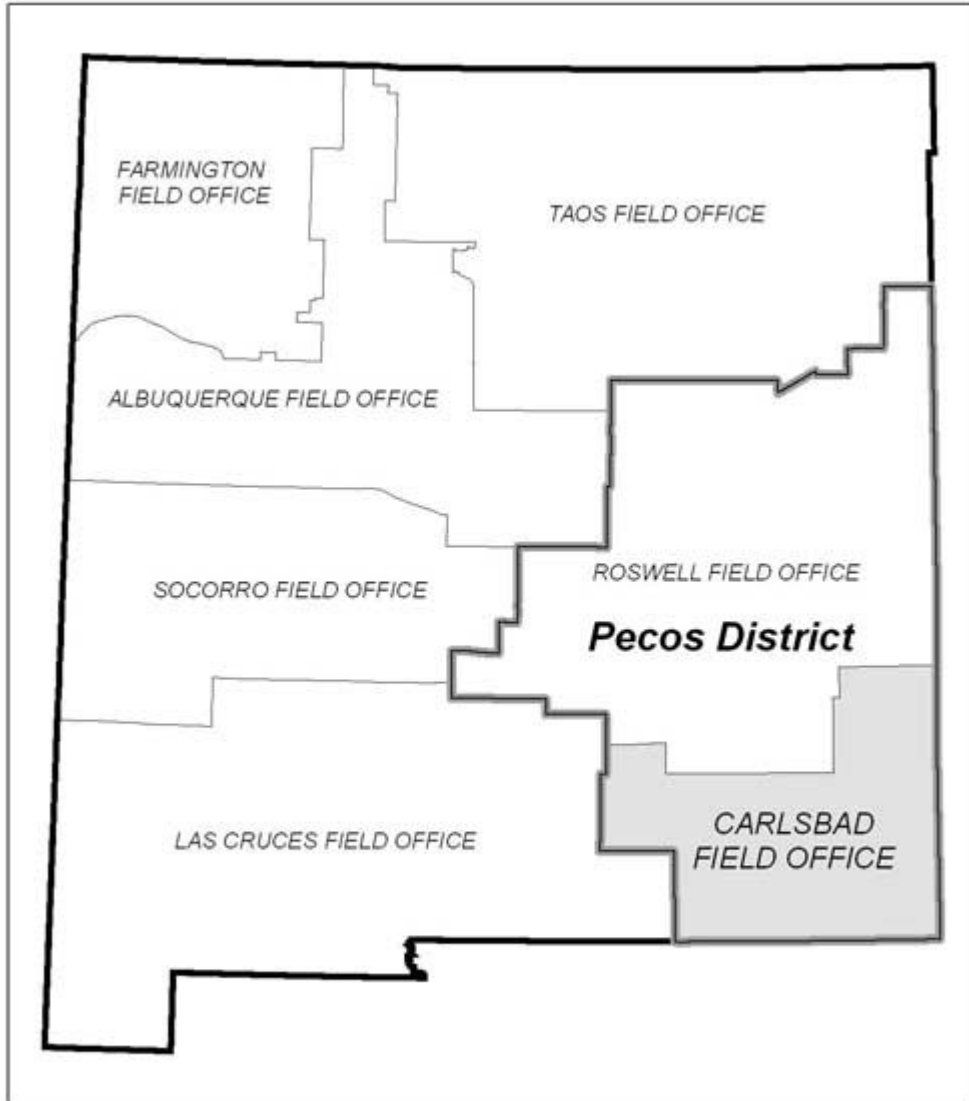 FARMINGTON
FIELD OFFICE
TAOS FIELD OFFICE
ALBUQUERQUE FIELD OFFICE
ROSWELL FIELD OFFICE
SOCORRO FIELD OFFICE
Pecos District
CARLSBAD
FIELD OFFICE
LAS CRUCES FIELD OFFICE